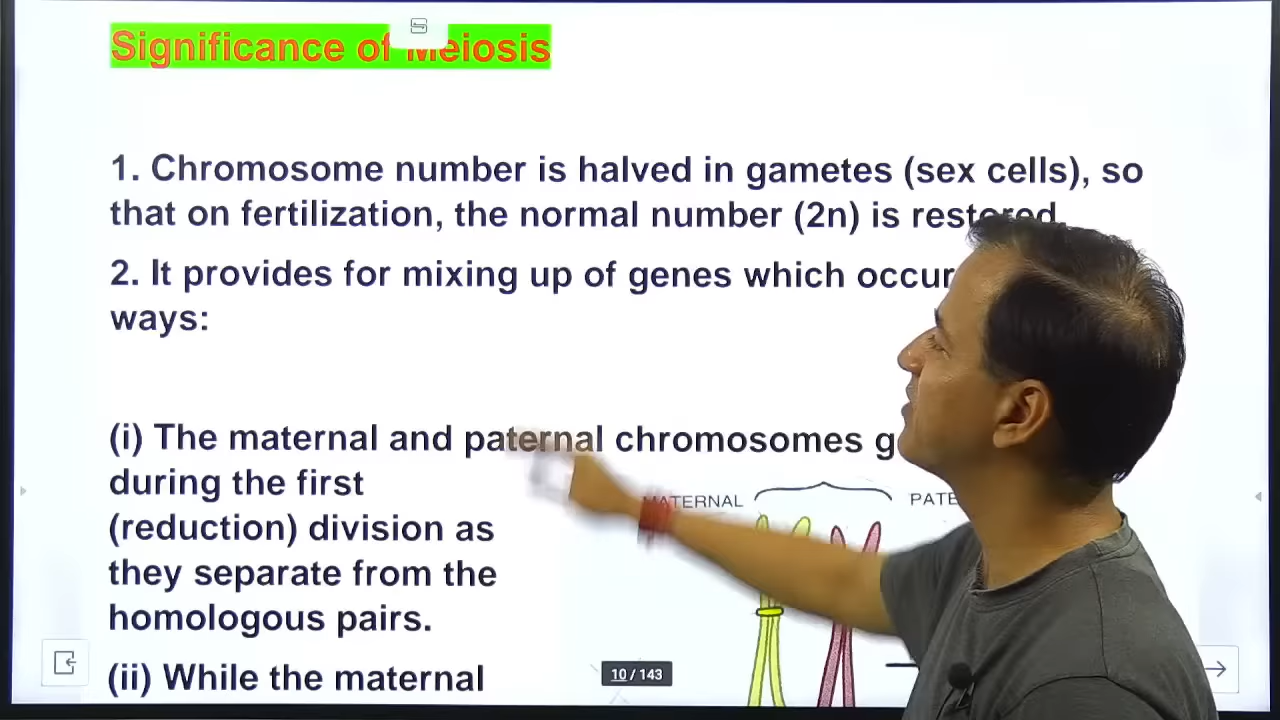 Significance of Meiosis
1. Chromosome number is halved in gametes (sex cells), so
that on fertilization, the normal number (2n) is restored.
2. It provides for mixing up of genes which occur
ways:
(i) The maternal and paternal chromosomes g
during the first
(reduction) division as
they separate from the
homologous pairs.
MATERNAL PATE
(ii) While the maternal
10 / 143